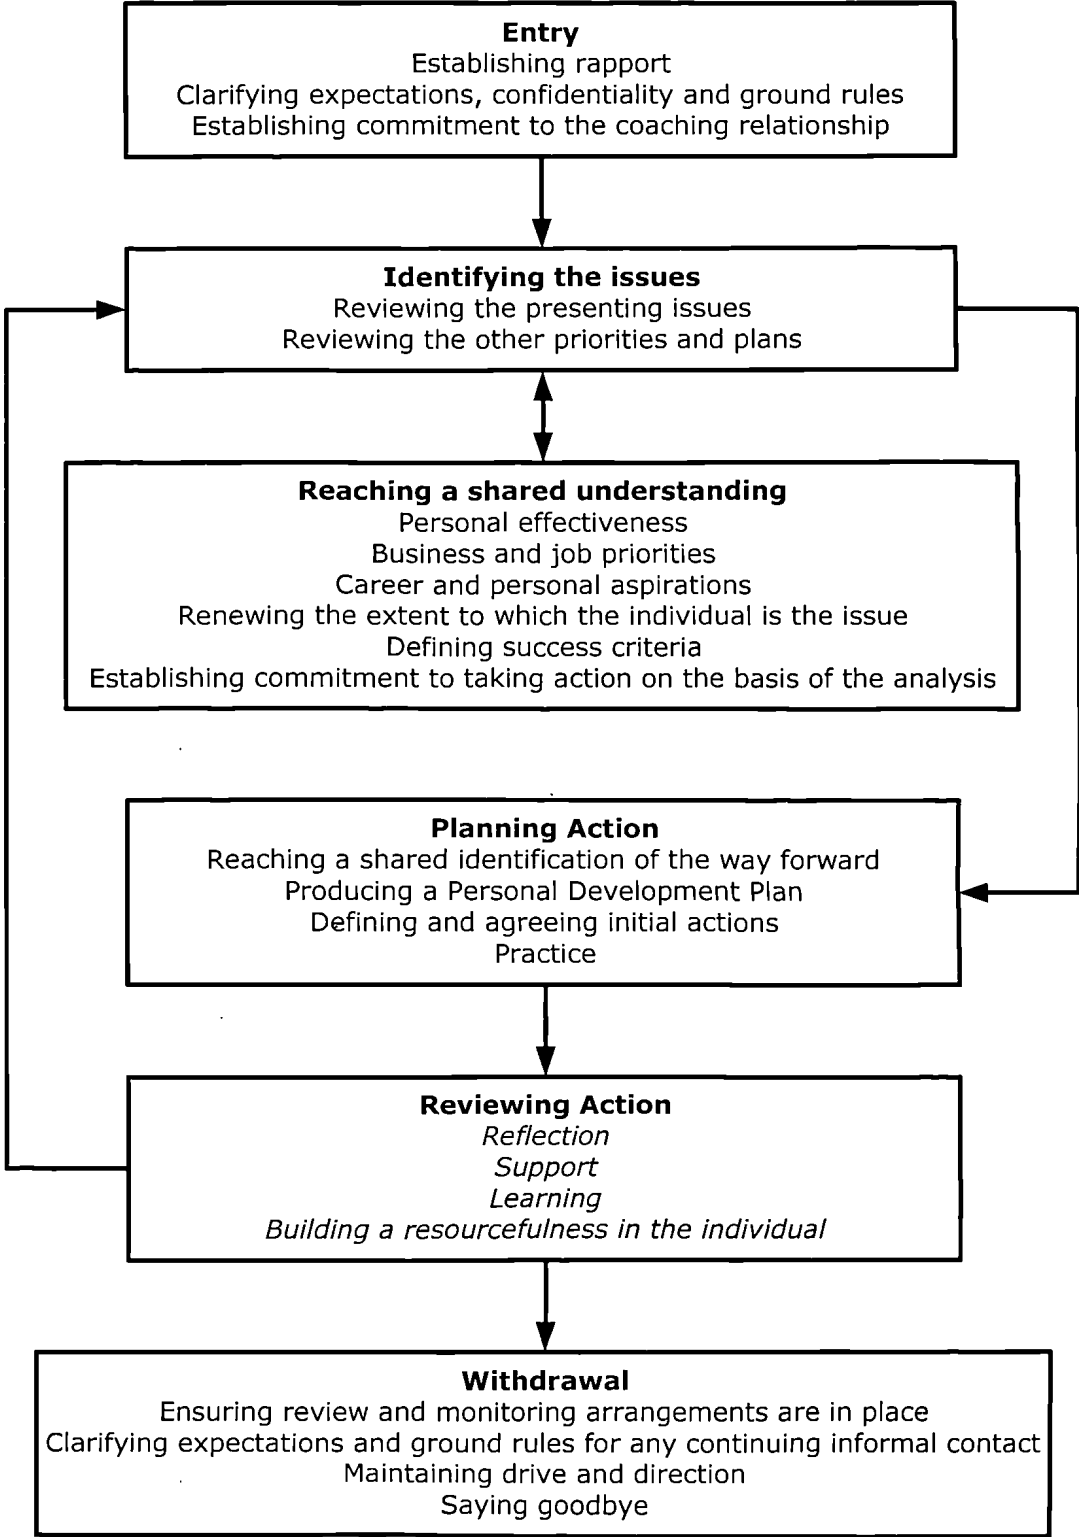 Entry
Establishing rapport
Clarifying expectations, confidentiality and ground rules
Establishing commitment to the coaching relationship
Identifying the issues
Reviewing the presenting issues
Reviewing the other priorities and plans
Reaching a shared understanding
Personal effectiveness
Business and job priorities
Career and personal aspirations
Renewing the extent to which the individual is the issue
Defining success criteria
Establishing commitment to taking action on the basis of the analysis
Planning Action
Reaching a shared identification of the way forward
Producing a Personal Development Plan
Defining and agreeing initial actions
Practice
Reviewing Action
Reflection
Support
Learning
Building a resourcefulness in the individual
Withdrawal
Ensuring review and monitoring arrangements are in place
Clarifying expectations and ground rules for any continuing informal contact
Maintaining drive and direction
Saying goodbye